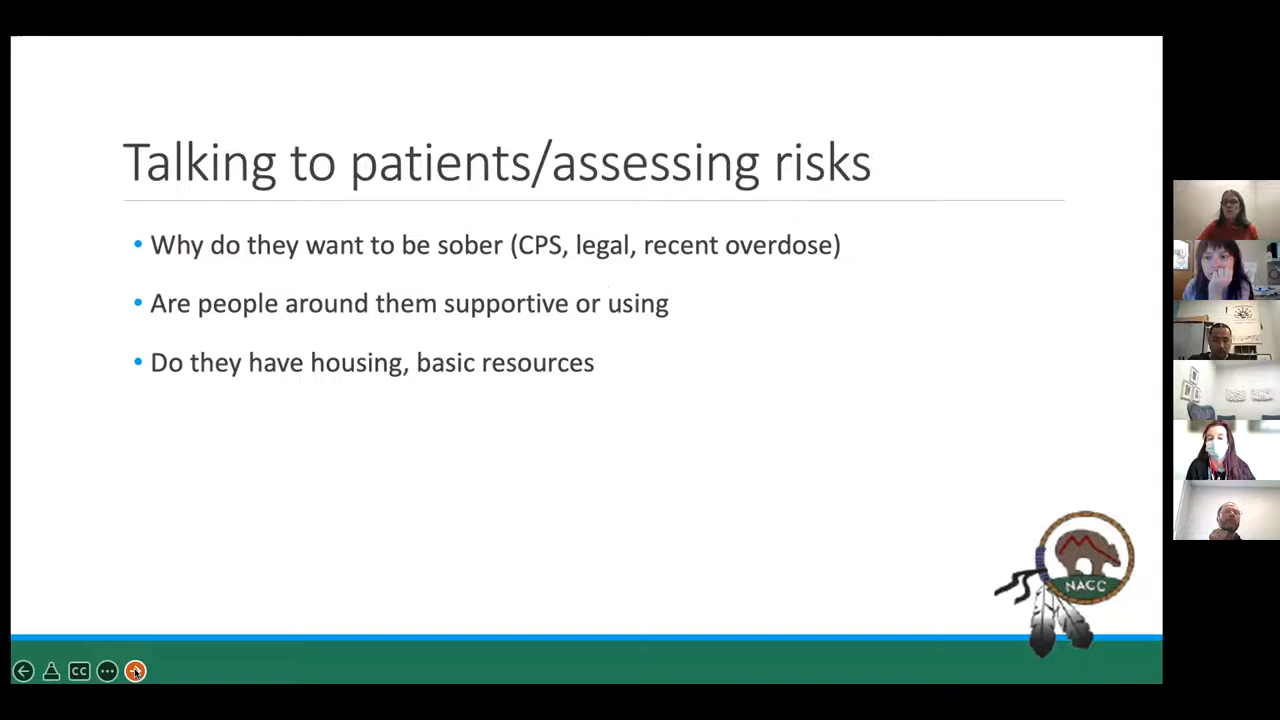 Talking to patients/assessing risks
• Why do they want to be sober (CPS, legal, recent overdose)
• Are people around them supportive or using
• Do they have housing, basic resources
NACC
CC